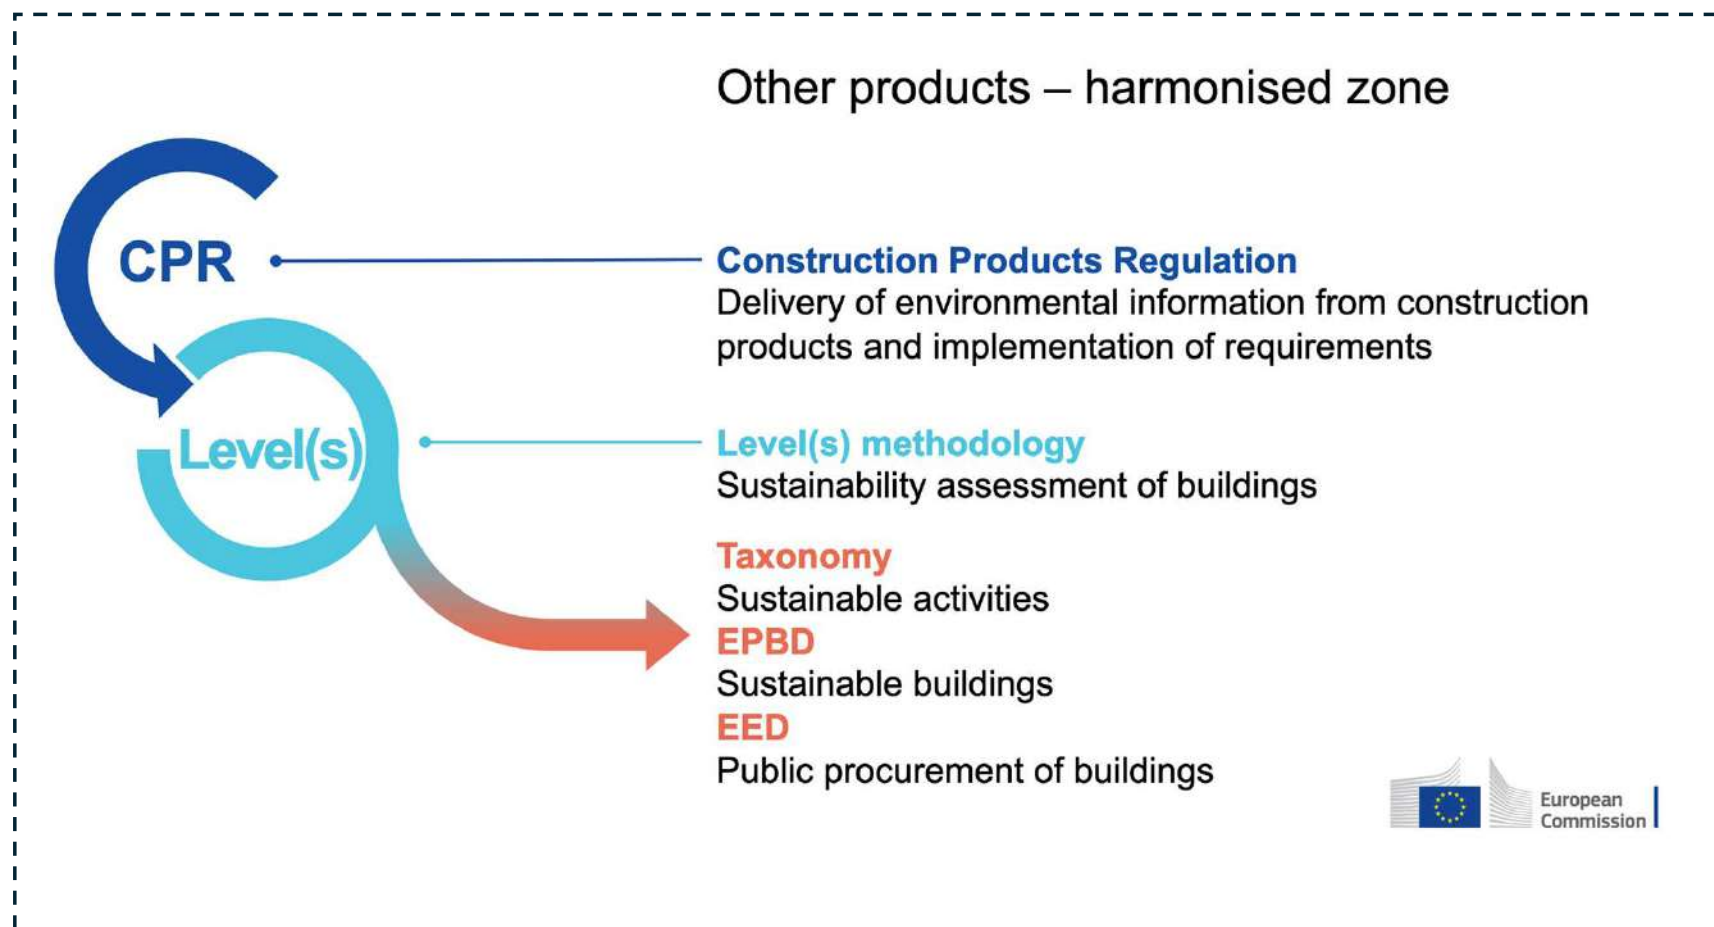 Other products – harmonised zone
CPR
Construction Products Regulation
Delivery of environmental information from construction
products and implementation of requirements
Level(s)
Level(s) methodology
Sustainability assessment of buildings
Taxonomy
Sustainable activities
EPBD
Sustainable buildings
EED
Public procurement of buildings
European
Commission